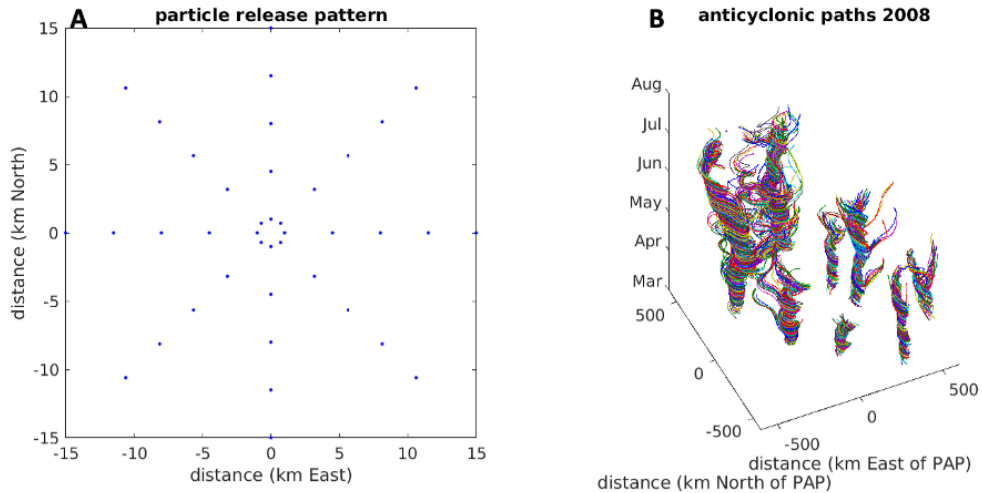 A
particle release pattern
15
10
5
0
-5
-10
-15
-15
-10
-5
0
5
10
15
distance (km North)
distance (km East)
B
anticyclonic paths 2008
Aug
Jul
Jun
May
Apr
Mar
500
0
-500
-500
0
500
distance (km East of PAP)
distance (km North of PAP)